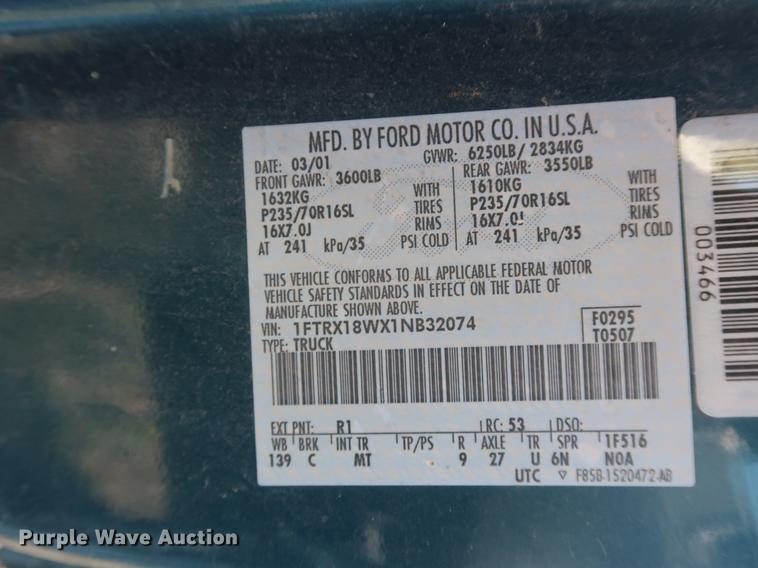 MFD. BY FORD MOTOR CO. IN U.S.A.
DATE: 03/01 GVWR: 6250LB/ 2834KG
FRONT GAWR: 3600LB REAR GAWR: 3550LB
1632KG WITH 1610KG WITH
P235/70R16SL TIRES P235/70R16SL TIRES
16X7.0J RIMS 16X7.0J RIMS
AT 241 kPa/35 PSI COLD AT 241 kPa/35 PSI COLD
THIS VEHICLE CONFORMS TO ALL APPLICABLE FEDERAL MOTOR
VEHICLE SAFETY STANDARDS IN EFFECT ON THE DATE OF
MANUFACTURE SHOWN ABOVE.
VIN: 1FTRX18WX1NB32074 F0295
TYPE: TRUCK T0507
EXT PNT: R1 RC: 53 DSO:
WB BRK INT TR TP/PS R AXLE TR SPR 1F516
139 C MT 9 27 U 6N NOA
UTC ▽ F85B-1520472-AB
003466
Purple Wave Auction